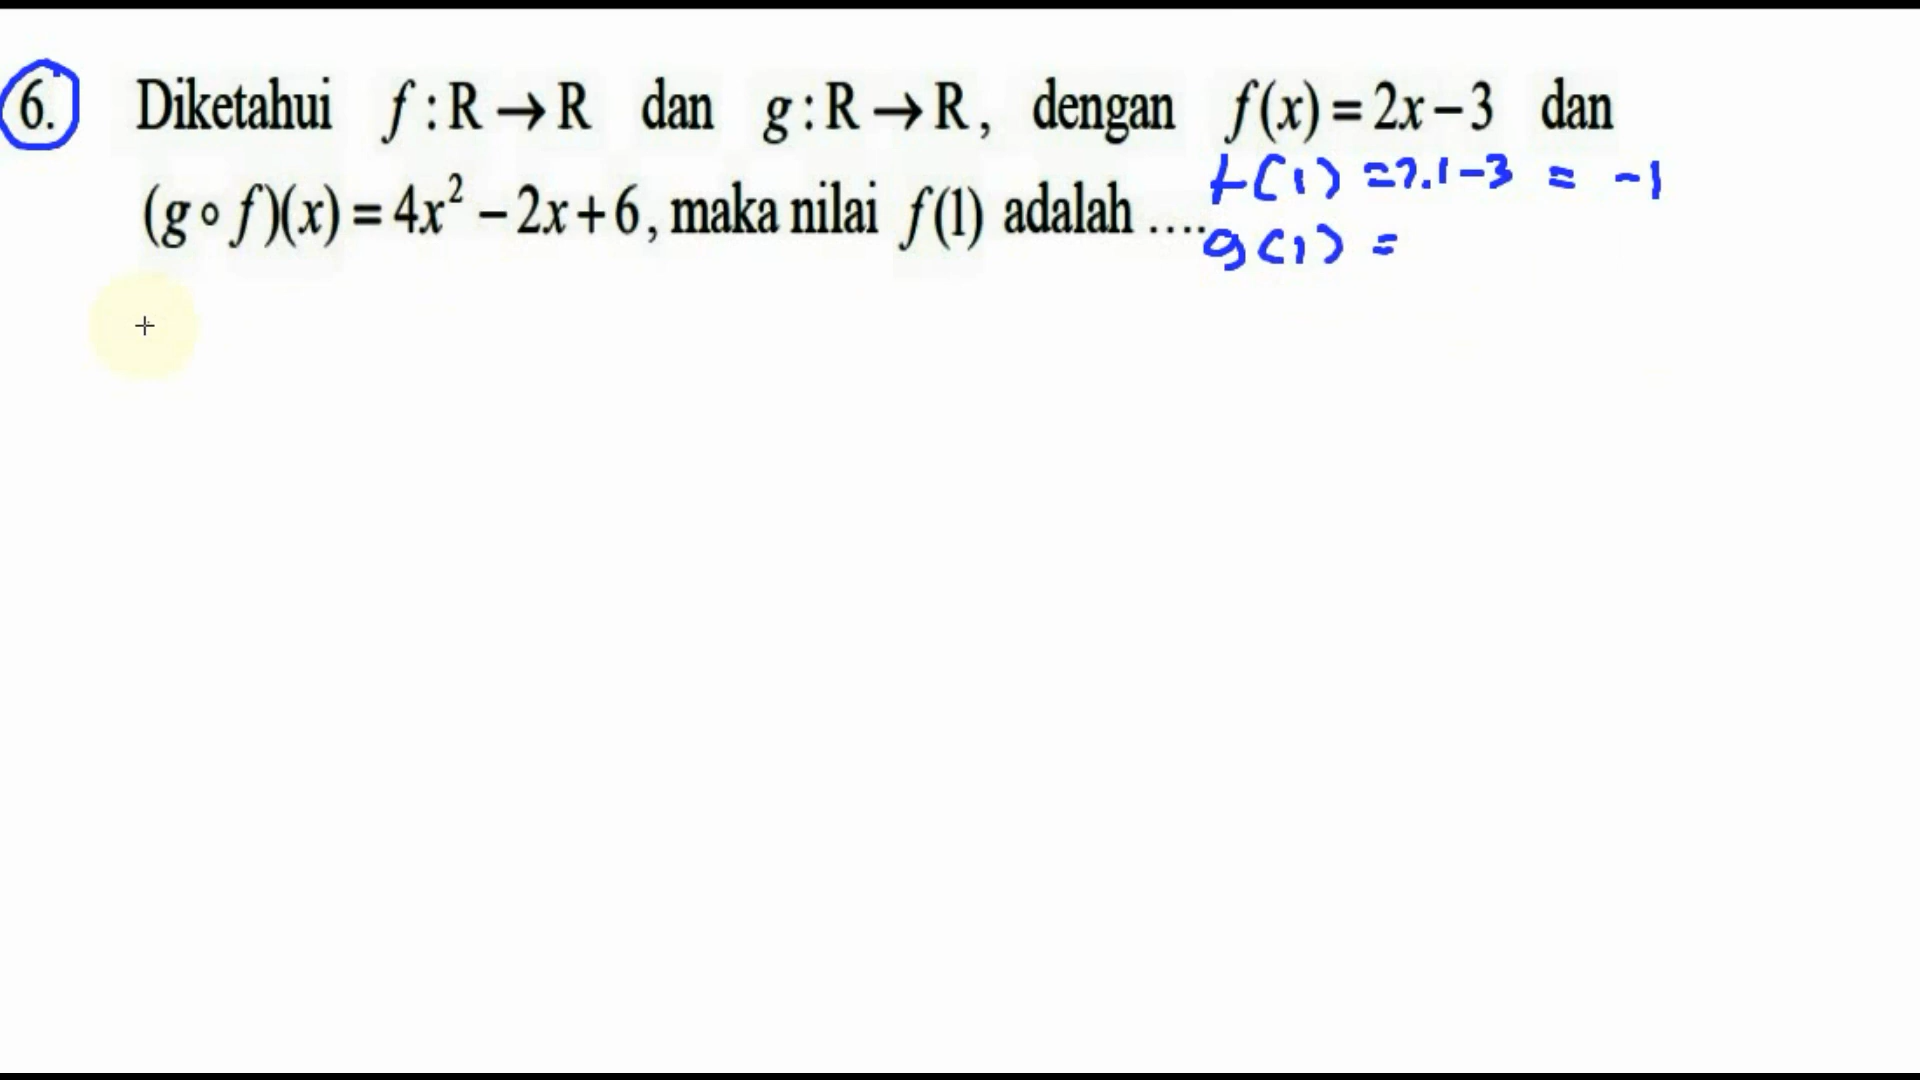 6. Diketahui f : R → R dan g : R → R, dengan f(x) = 2x – 3 dan
(g ∘ f)(x) = 4x² – 2x + 6, maka nilai f(1) adalah ....
f(1) = 2.1 – 3 = –1
g(1) =